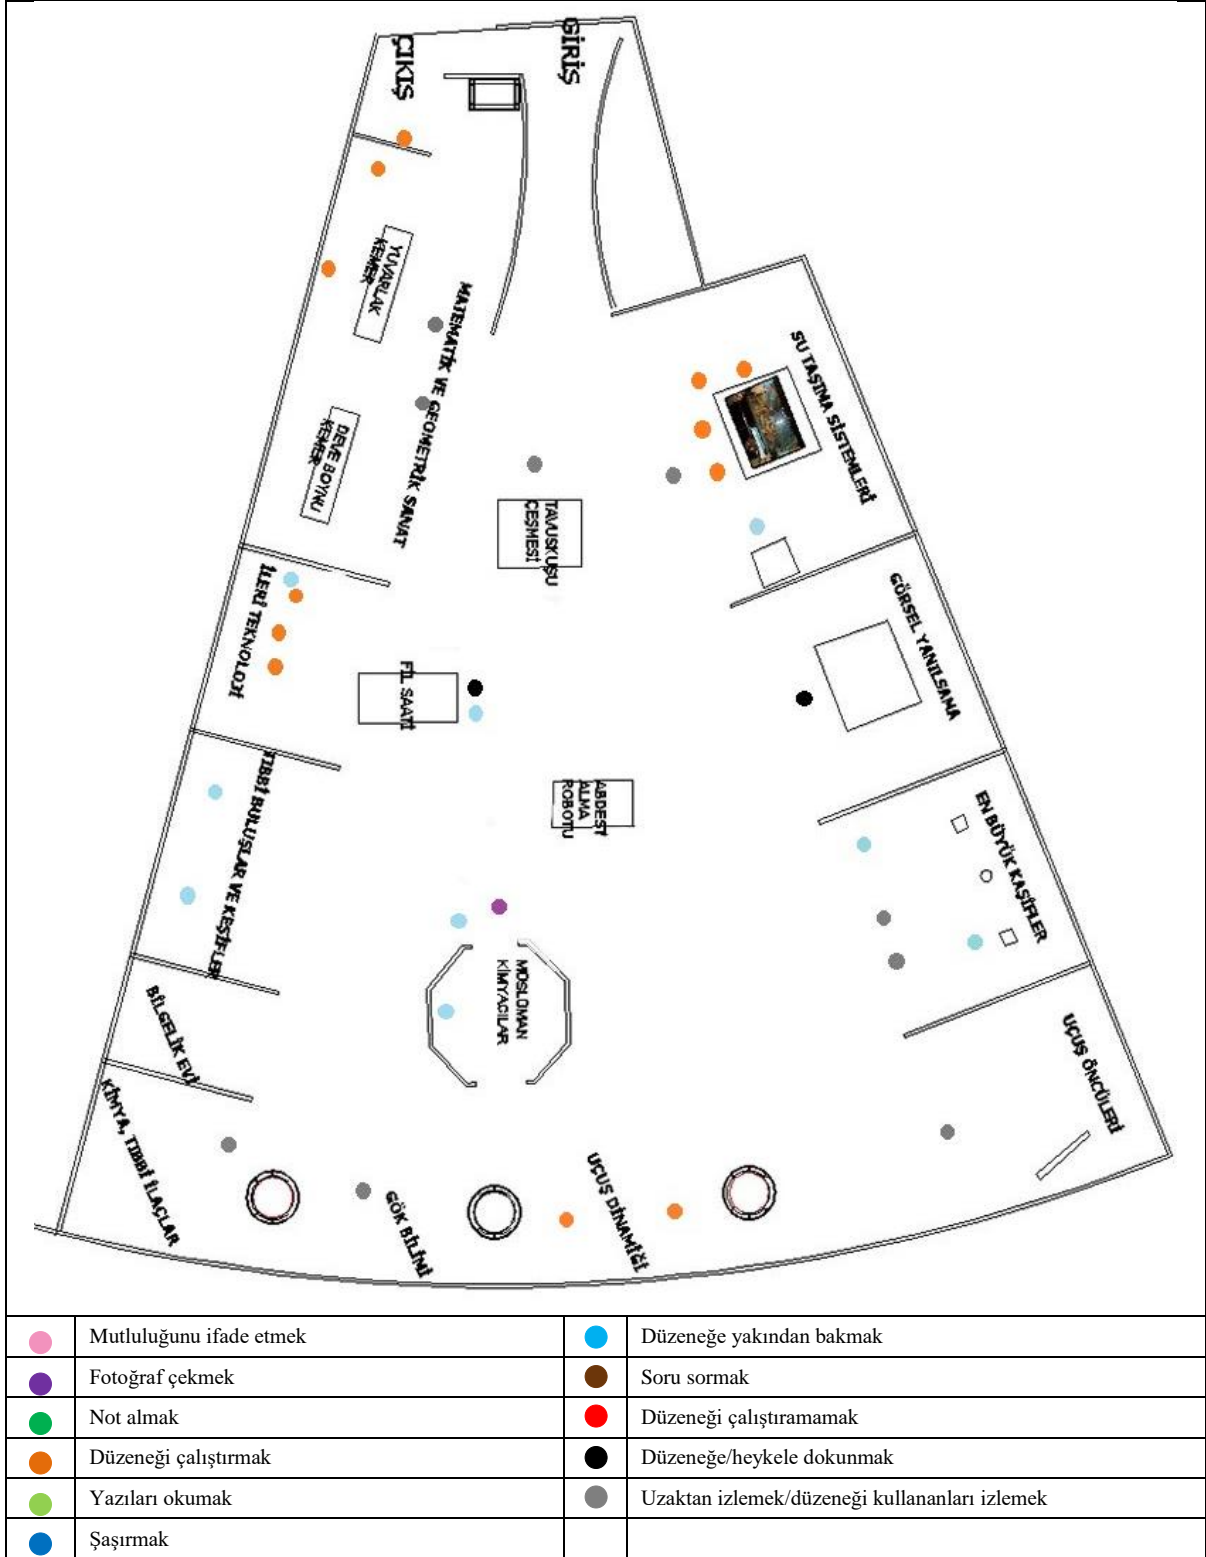 ÇIKIŞ
GİRİŞ
YUVARLAK
KEMER
MATEMATİK VE GEOMETRİK SANAT
SU TAŞIMA SİSTEMLERİ
DEVE BOYNU
KEMER
TAVUSKUŞU
ÇEŞMESİ
İLERİ TEKNOLOJİ
GÖRSEL YANILSAMA
FİL SAATİ
TIBBİ BULUŞLAR VE KEŞİFLER
ABDEST
ALMA
ROBOTU
EN BÜYÜK KAŞİFLER
MÜSLÜMAN
KİMYACILAR
BİLGELİK EVİ
UÇUŞ ÖNCÜLERİ
KİMYA, TIBBİ İLAÇLAR
GÖK BİLİMİ
UÇUŞ DİNAMİĞİ
Mutluluğunu ifade etmek
Düzeneğe yakından bakmak
Fotoğraf çekmek
Soru sormak
Not almak
Düzeneği çalıştıramamak
Düzeneği çalıştırmak
Düzeneğe/heykele dokunmak
Yazıları okumak
Uzaktan izlemek/düzeneği kullananları izlemek
Şaşırmak